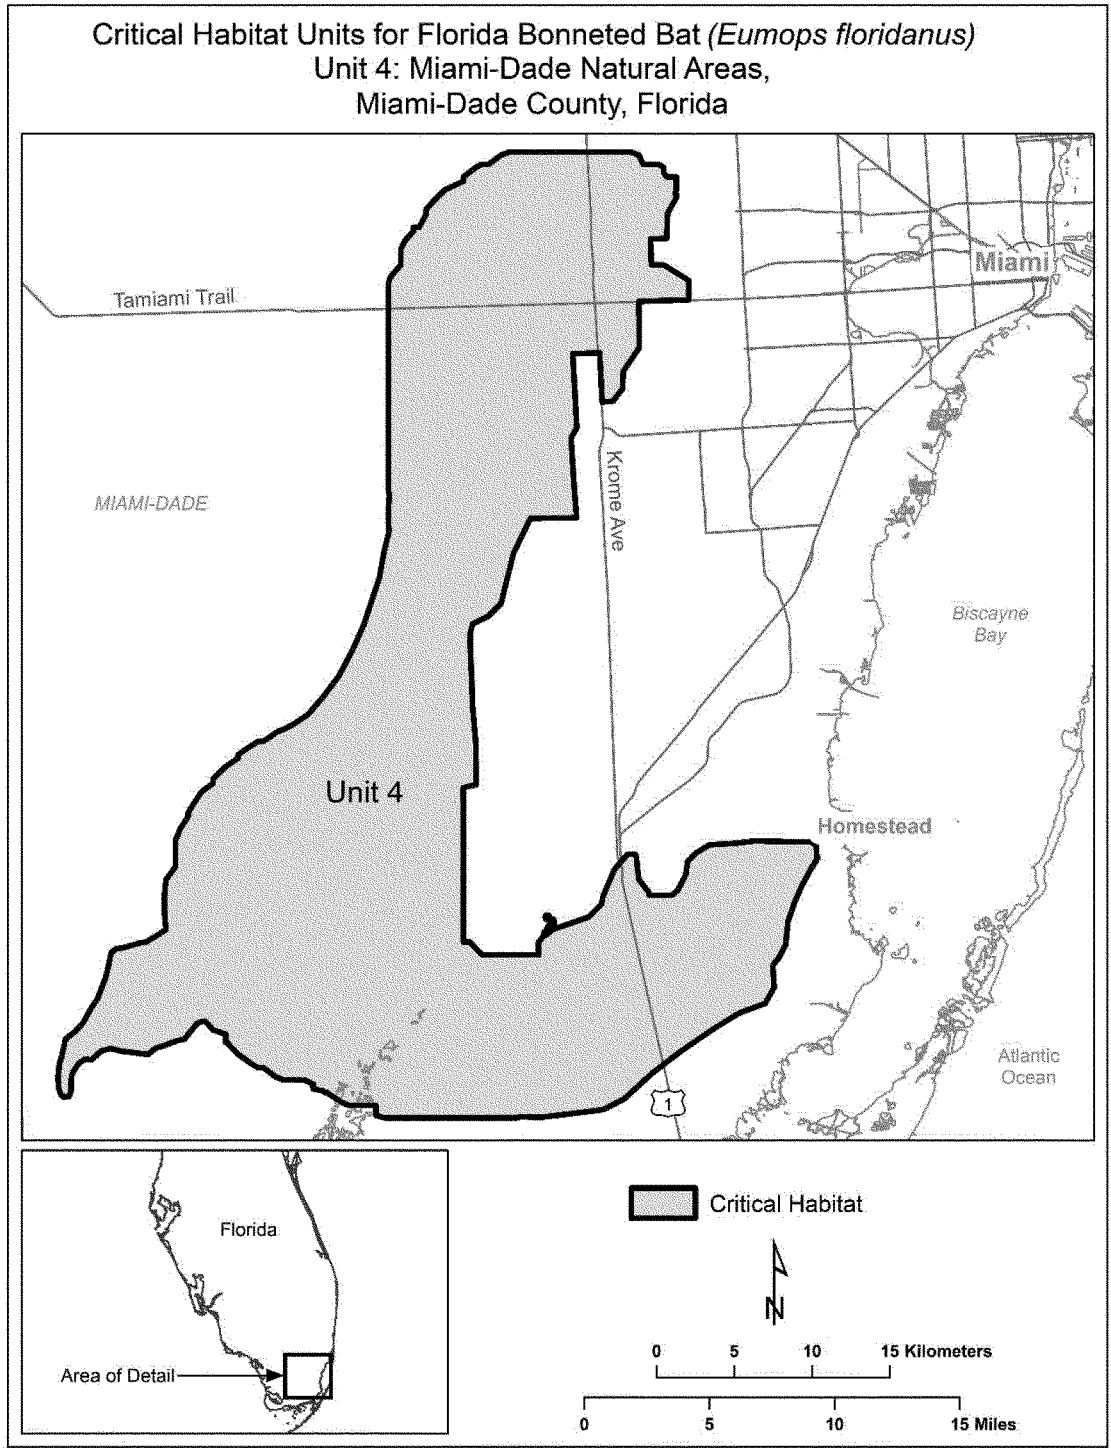 Critical Habitat Units for Florida Bonneted Bat (Eumops floridanus)
Unit 4: Miami-Dade Natural Areas,
Miami-Dade County, Florida
Miami
Tamiami Trail
Krome Ave
MIAMI-DADE
Biscayne
Bay
Unit 4
Homestead
Atlantic
Ocean
1
Florida
Area of Detail
Critical Habitat
N
0 5 10 15 Kilometers
0 5 10 15 Miles